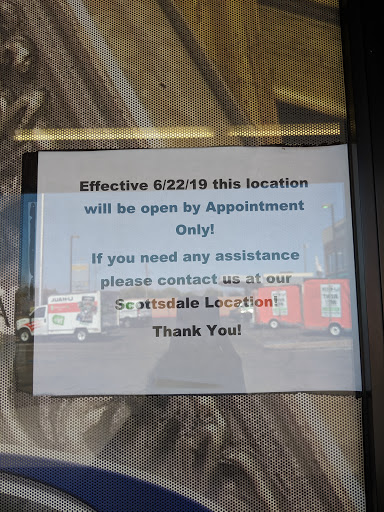 Effective 6/22/19 this location
will be open by Appointment
Only!
If you need any assistance
please contact us at our
Scottsdale Location!
Thank You!